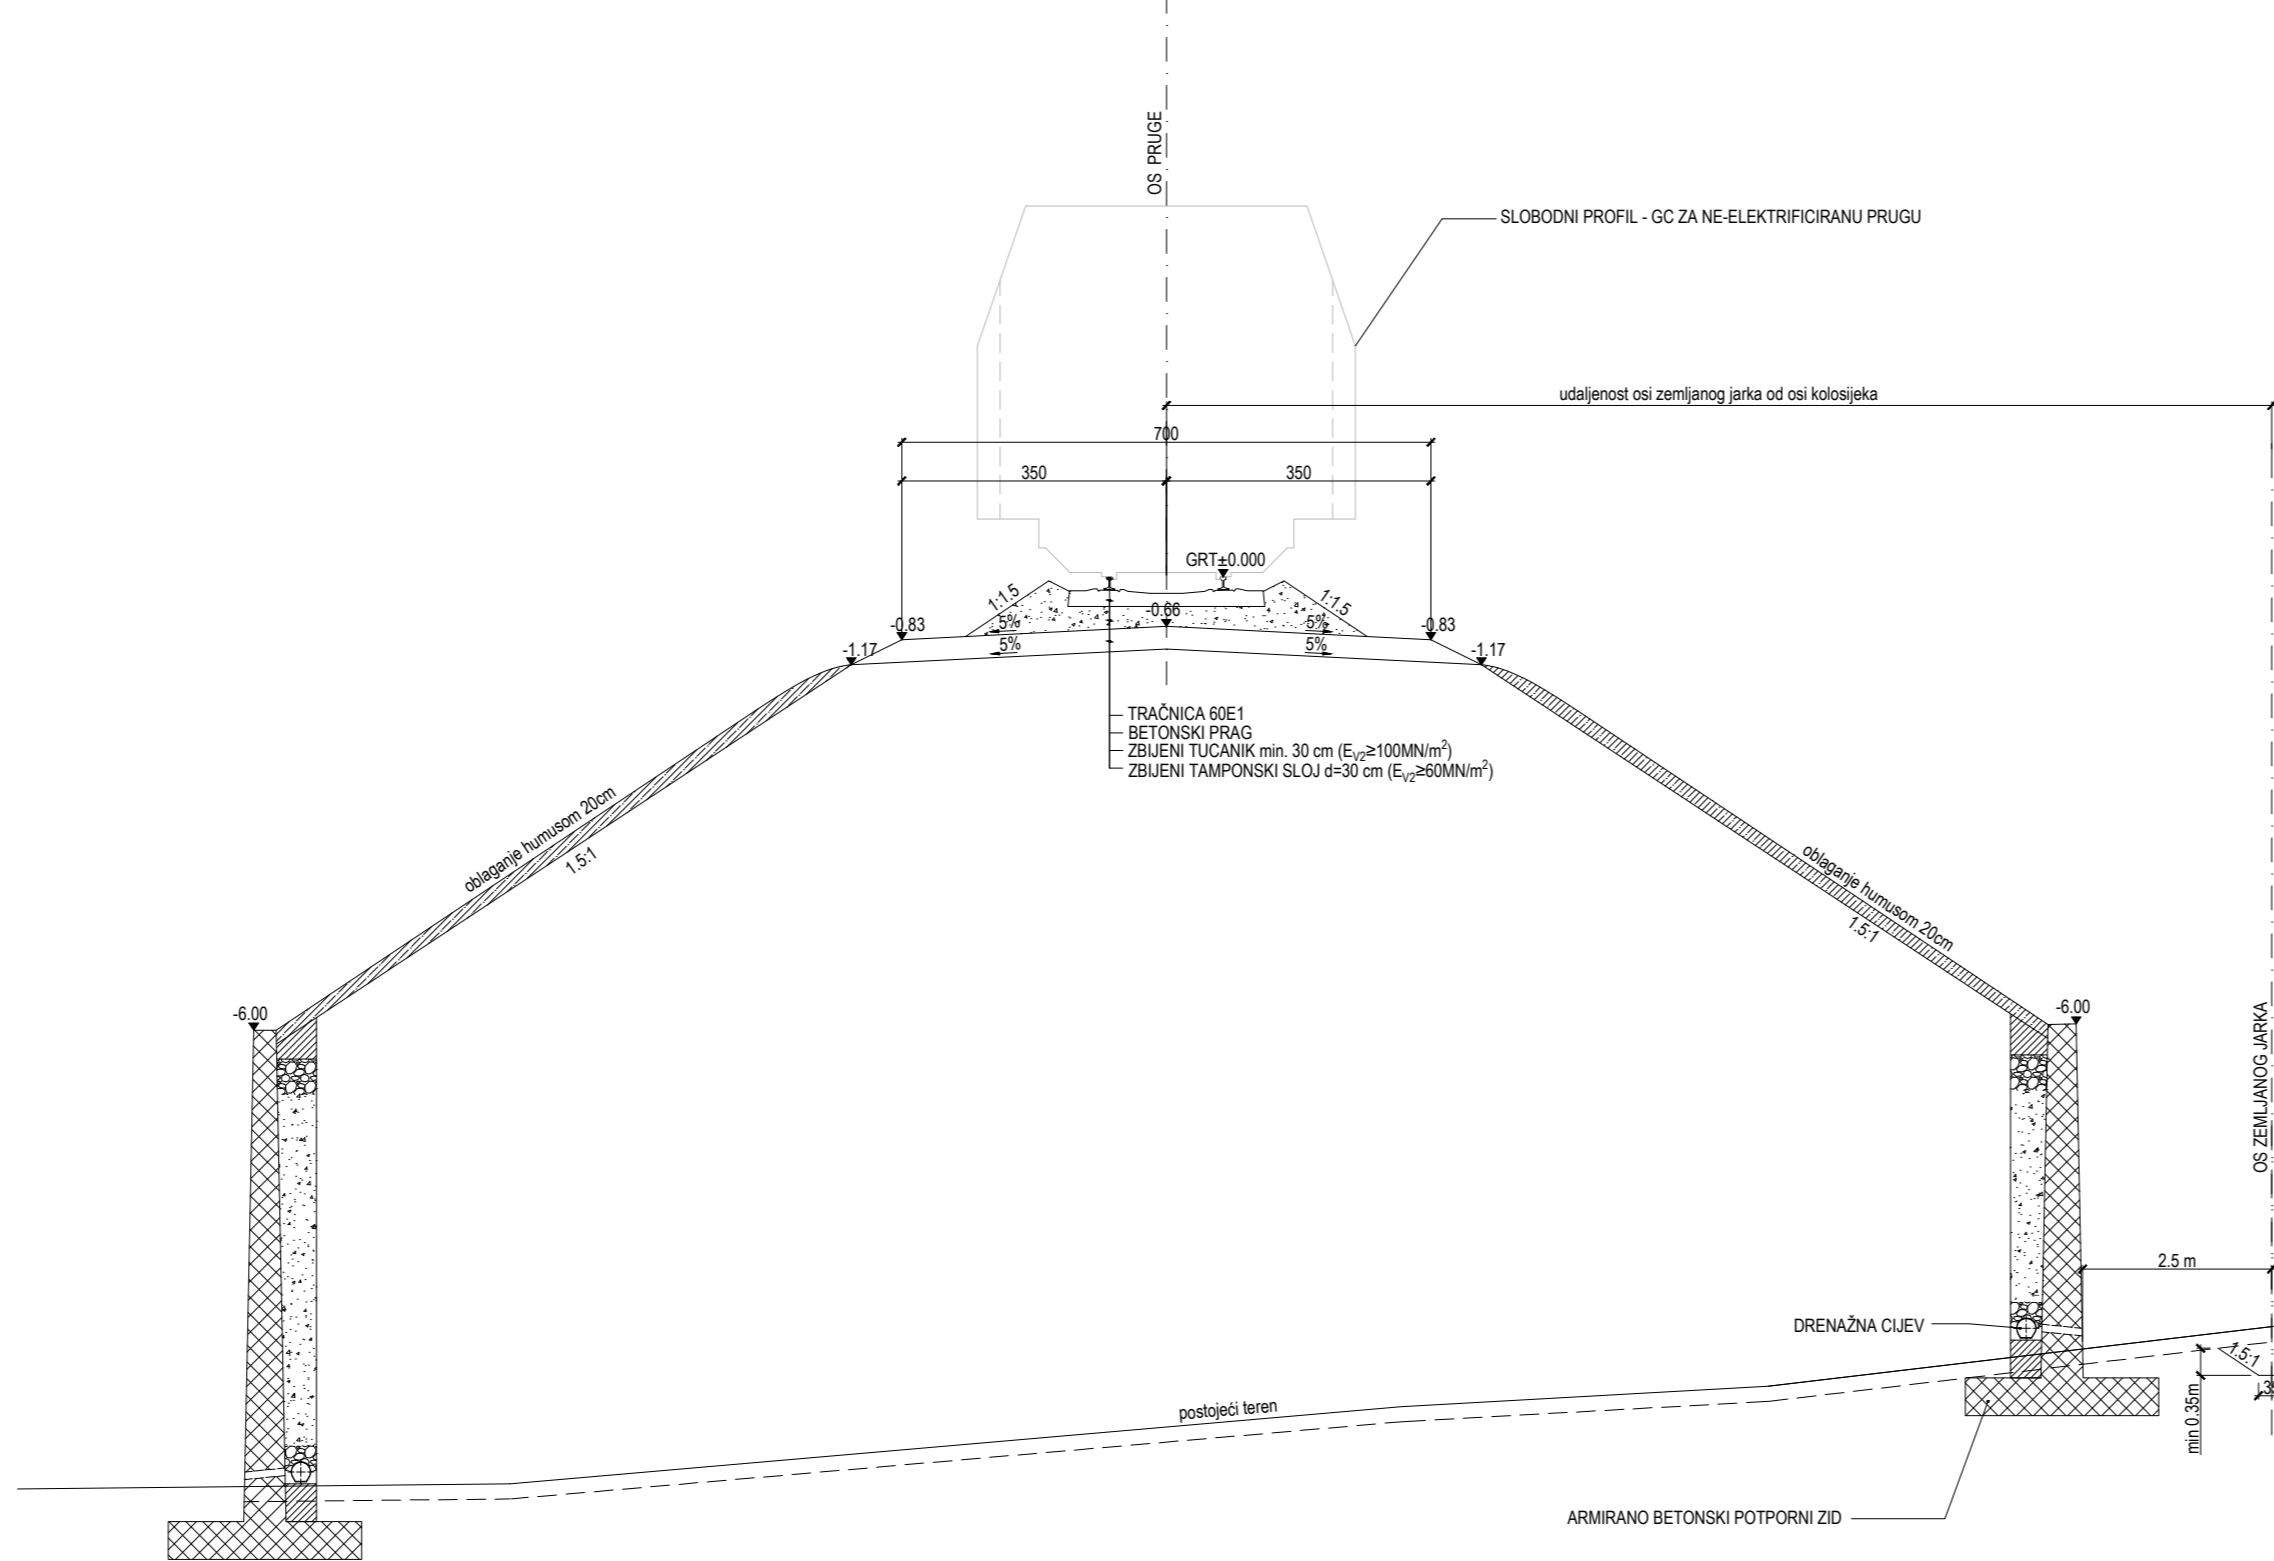 OS PRUGE
SLOBODNI PROFIL - GC ZA NE-ELEKTRIFICIRANU PRUGU
udaljenost osi zemljanog jarka od osi kolosijeka
700
350
350
GRT±0.000
1:1.5
1:1.5
-0.66
-0.83
5%
5%
-0.83
-1.17
5%
5%
-1.17
TRAČNICA 60E1
BETONSKI PRAG
ZBIJENI TUCANIK min. 30 cm (EV2≥100MN/m²)
ZBIJENI TAMPONSKI SLOJ d=30 cm (EV2≥60MN/m²)
oblaganje humusom 20cm
1.5:1
oblaganje humusom 20cm
1.5:1
-6.00
-6.00
OS ZEMLJANOG JARKA
2.5 m
DRENAŽNA CIJEV
1.5:1
min 0.35m
postojeći teren
ARMIRANO BETONSKI POTPORNI ZID